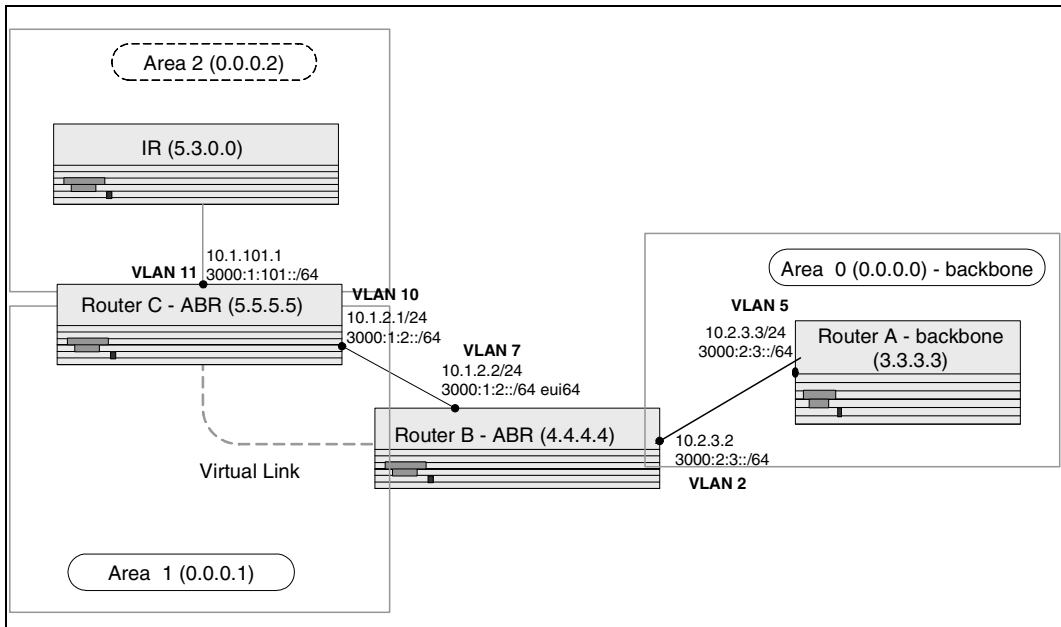 Area 2 (0.0.0.2)
IR (5.3.0.0)
10.1.101.1
VLAN 11
3000:1:101::/64
Router C - ABR (5.5.5.5)
VLAN 10
10.1.2.1/24
3000:1:2::/64
VLAN 7
10.1.2.2/24
3000:1:2::/64 eui64
Area 0 (0.0.0.0) - backbone
VLAN 5
10.2.3.3/24
3000:2:3::/64
Router A - backbone
(3.3.3.3)
Router B - ABR (4.4.4.4)
10.2.3.2
3000:2:3::/64
VLAN 2
Virtual Link
Area 1 (0.0.0.1)